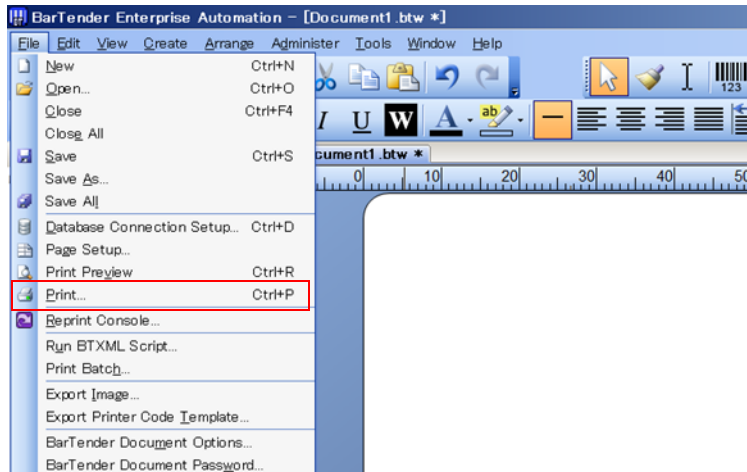 BarTender Enterprise Automation - [Document1.btw *]
File Edit View Create Arrange Administer Tools Window Help
New Ctrl+N
Open... Ctrl+O
Close Ctrl+F4
Close All
Save Ctrl+S
Save As...
Save All
Database Connection Setup... Ctrl+D
Page Setup...
Print Preview Ctrl+R
Print... Ctrl+P
Reprint Console...
Run BTXML Script...
Print Batch...
Export Image...
Export Printer Code Template...
BarTender Document Options...
BarTender Document Password...
123
I U W A ab
cument1.btw *
0 10 20 30 40 50